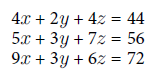 4x + 2y + 4z = 44
5x + 3y + 7z = 56
9x + 3y + 6z = 72